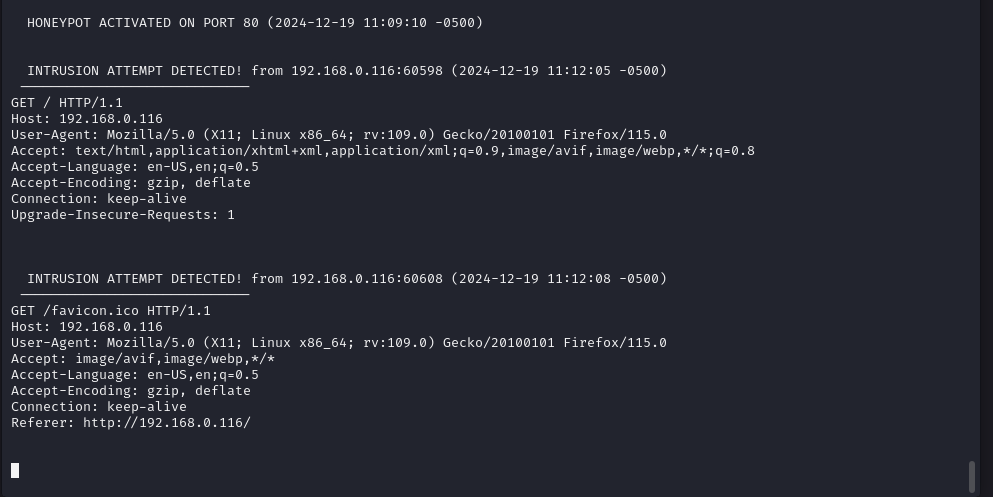 HONEYPOT ACTIVATED ON PORT 80 (2024-12-19 11:09:10 -0500)
INTRUSION ATTEMPT DETECTED! from 192.168.0.116:60598 (2024-12-19 11:12:05 -0500)
GET / HTTP/1.1
Host: 192.168.0.116
User-Agent: Mozilla/5.0 (X11; Linux x86_64; rv:109.0) Gecko/20100101 Firefox/115.0
Accept: text/html,application/xhtml+xml,application/xml;q=0.9,image/avif,image/webp,*/*;q=0.8
Accept-Language: en-US,en;q=0.5
Accept-Encoding: gzip, deflate
Connection: keep-alive
Upgrade-Insecure-Requests: 1
INTRUSION ATTEMPT DETECTED! from 192.168.0.116:60608 (2024-12-19 11:12:08 -0500)
GET /favicon.ico HTTP/1.1
Host: 192.168.0.116
User-Agent: Mozilla/5.0 (X11; Linux x86_64; rv:109.0) Gecko/20100101 Firefox/115.0
Accept: image/avif,image/webp,*/*
Accept-Language: en-US,en;q=0.5
Accept-Encoding: gzip, deflate
Connection: keep-alive
Referer: http://192.168.0.116/